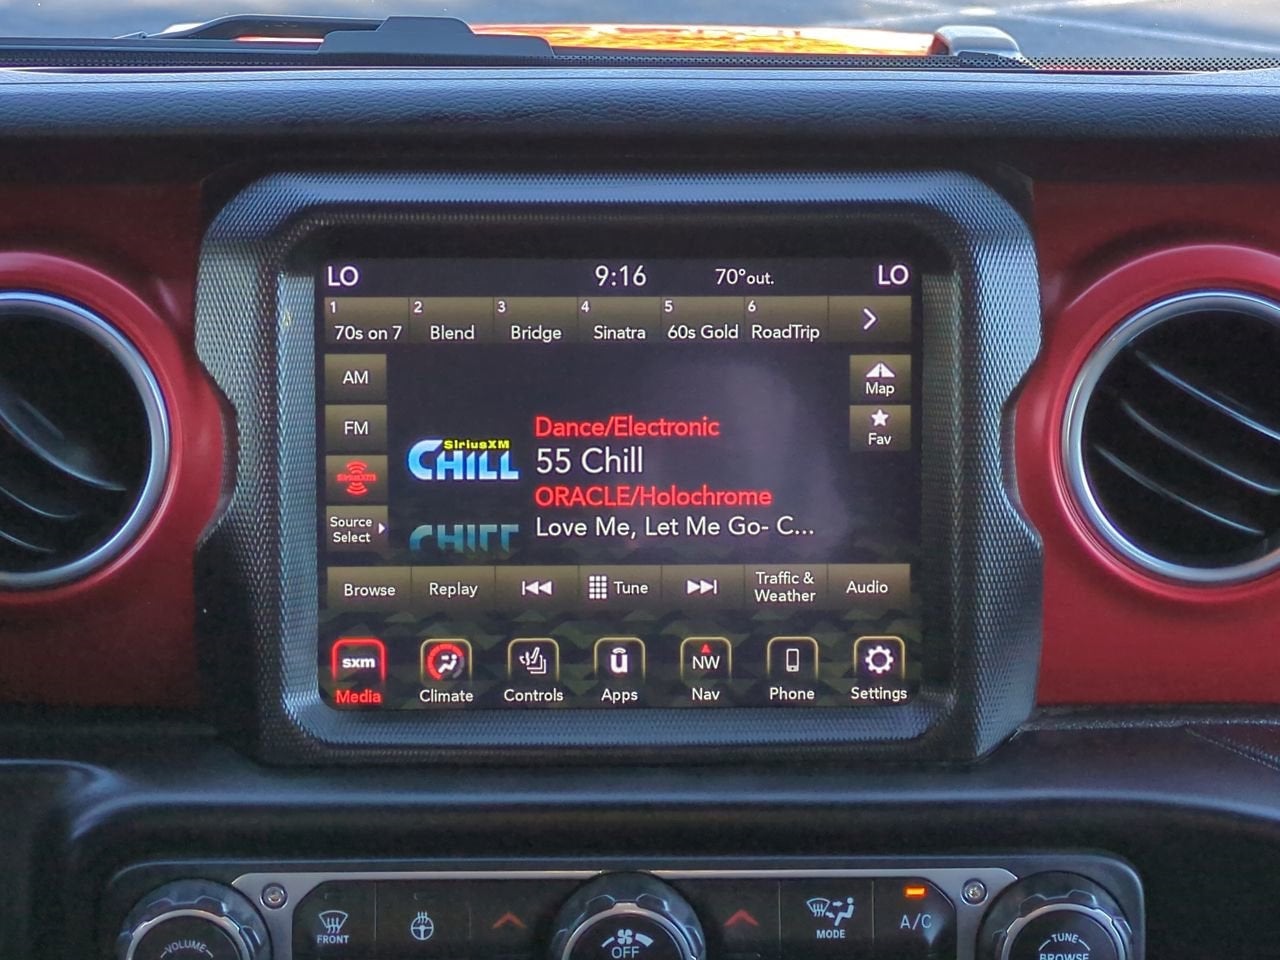 LO 9:16 70°out. LO
1 2 3 4 5 6
70s on 7 Blend Bridge Sinatra 60s Gold RoadTrip
AM
Map
FM
Fav
SiriusXM
CHILL
Dance/Electronic
55 Chill
ORACLE/Holochrome
Love Me, Let Me Go- C...
SiriusXM
Source
Select
Browse Replay Tune Traffic &
Weather Audio
sxm
NW
Media Climate Controls Apps Nav Phone Settings
VOLUME
FRONT
OFF
MODE
A/C
TUNE
BROWSE